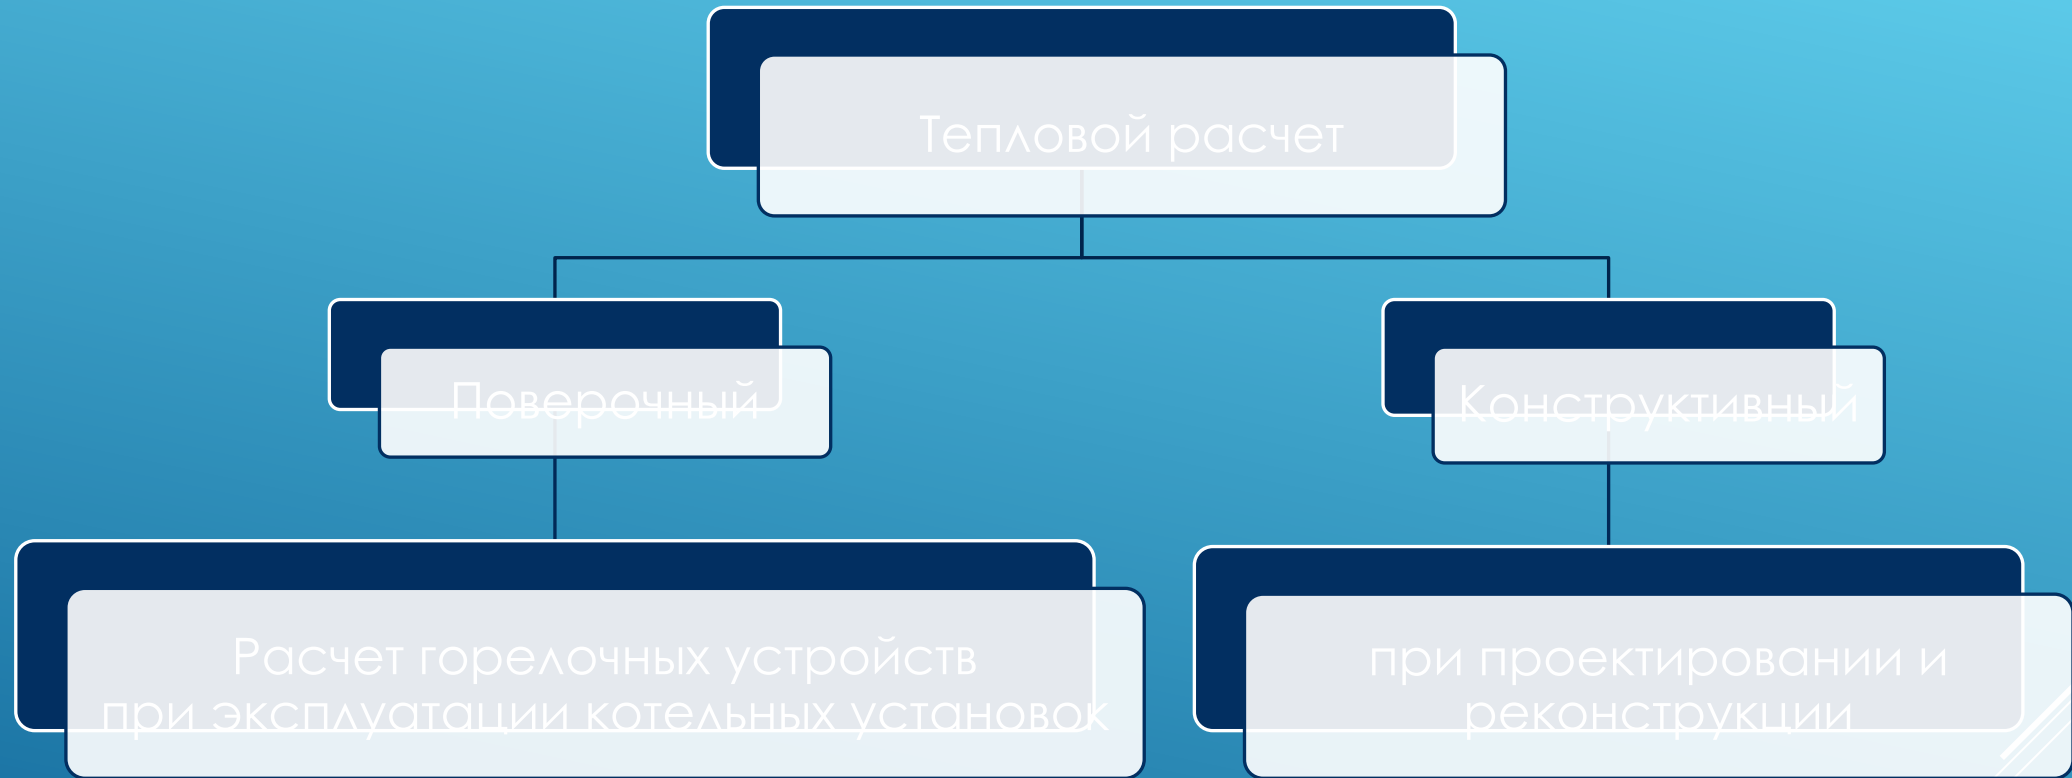 Тепловой расчет
Поверочный
Конструктивный
Расчет горелочных устройств
при эксплуатации котельных установок
при проектировании и
реконструкции